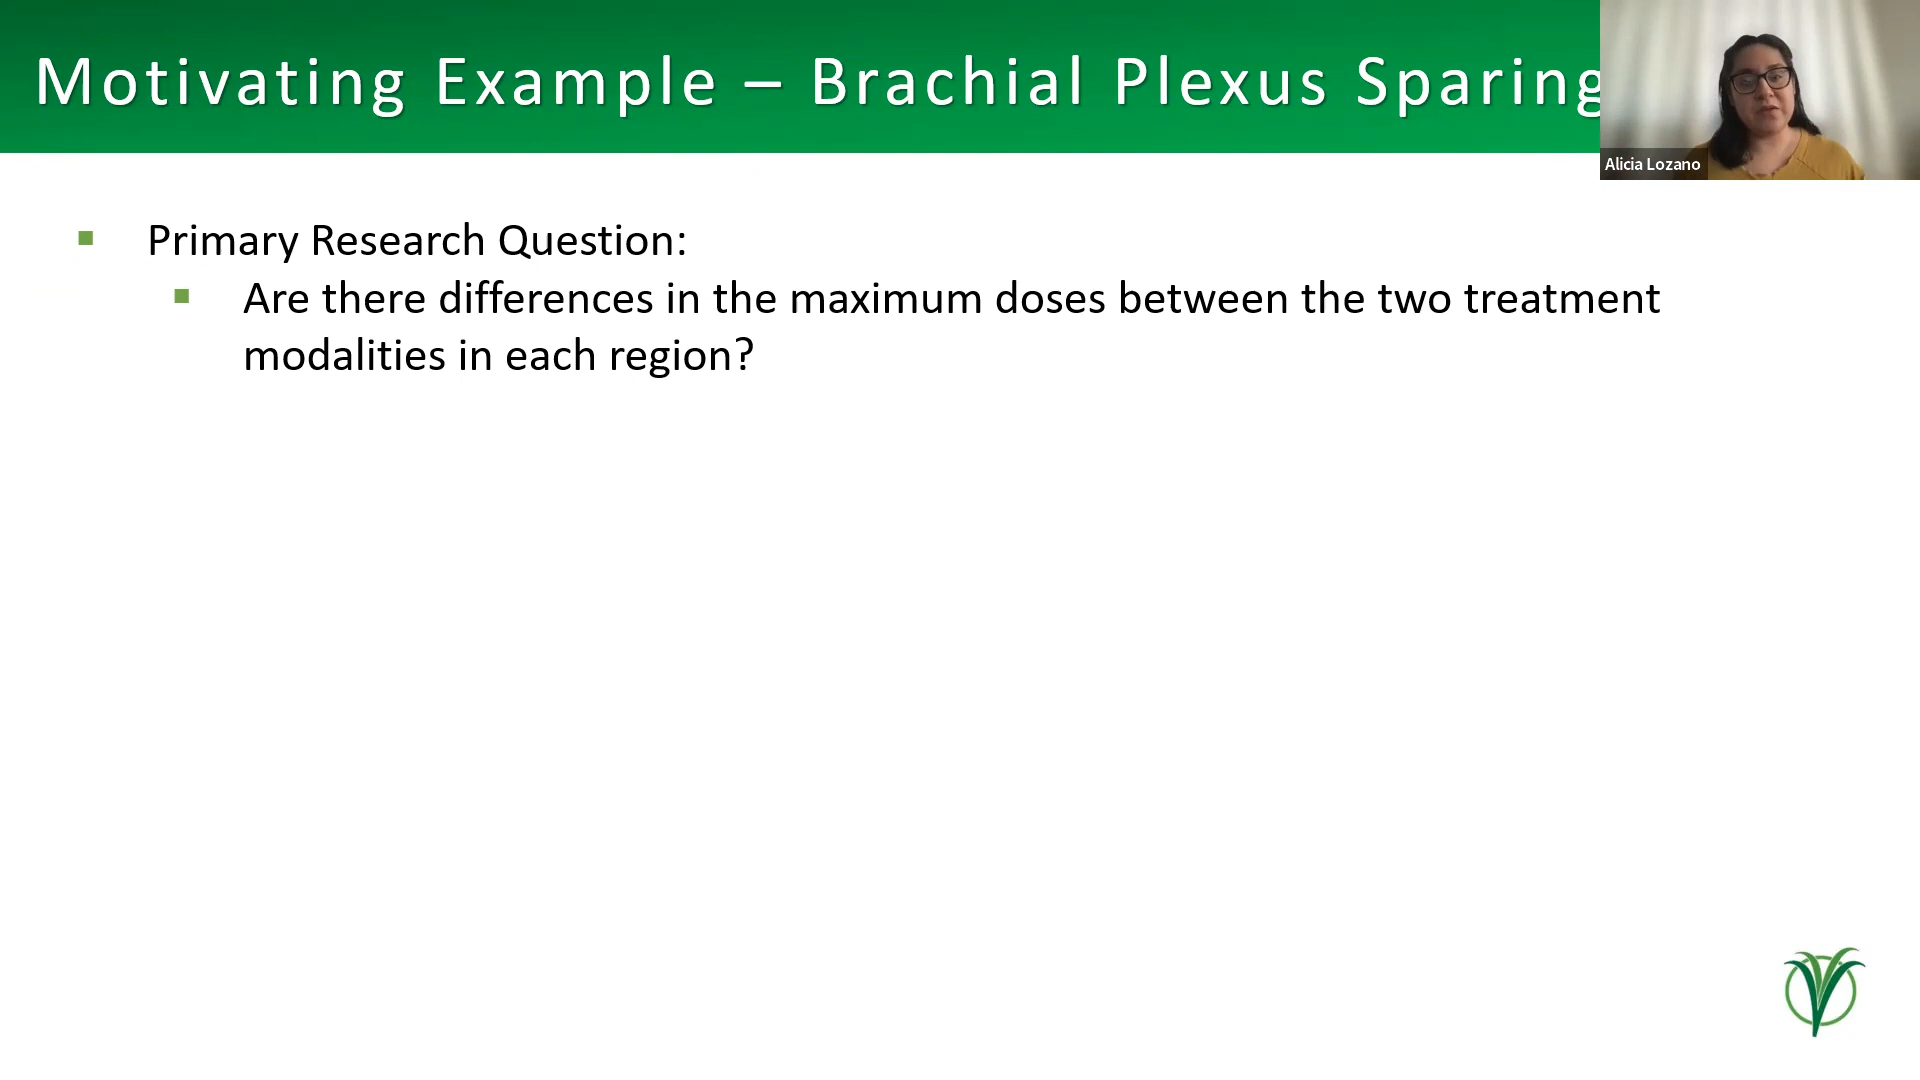 Motivating Example – Brachial Plexus Sparing
Alicia Lozano
Primary Research Question:
Are there differences in the maximum doses between the two treatment
modalities in each region?